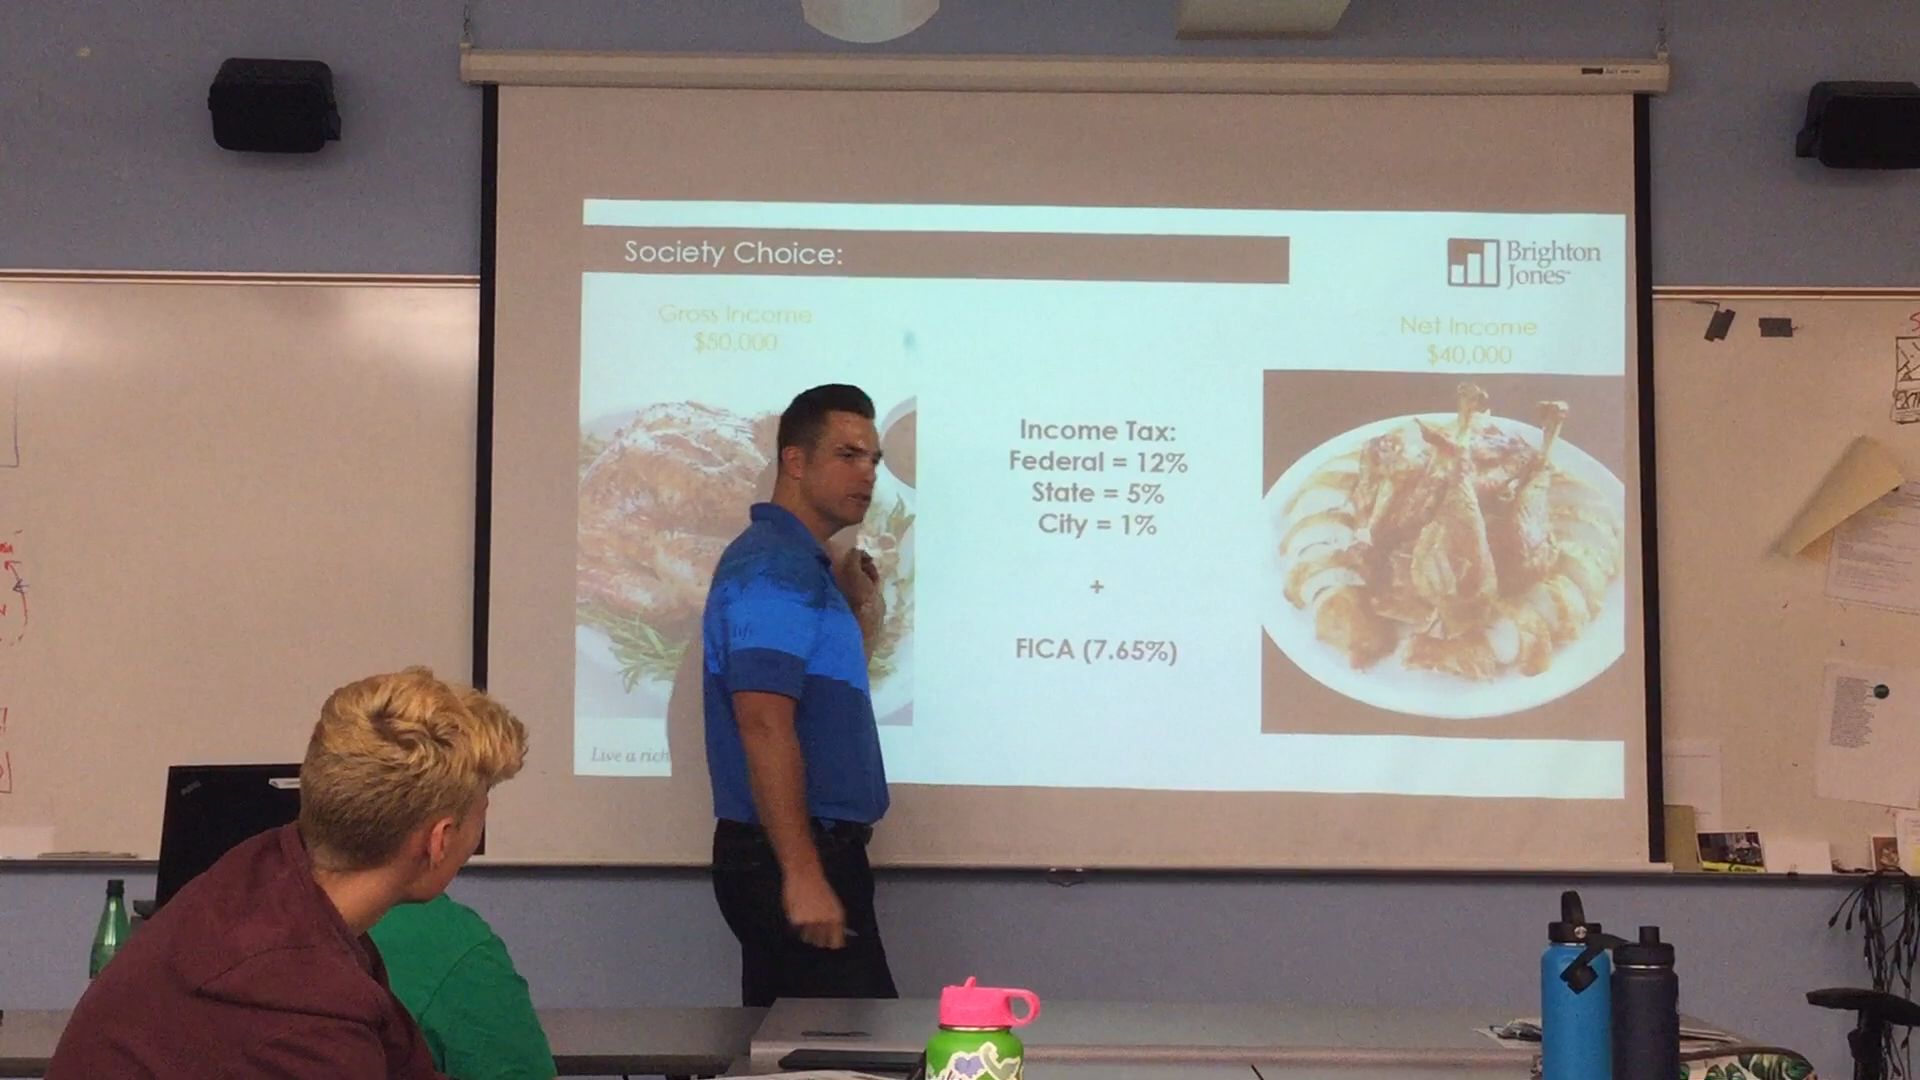 Society Choice:
Brighton
Jones
Gross Income
$50,000
Net Income
$40,000
Income Tax:
Federal = 12%
State = 5%
City = 1%
+
FICA (7.65%)
Live a rich